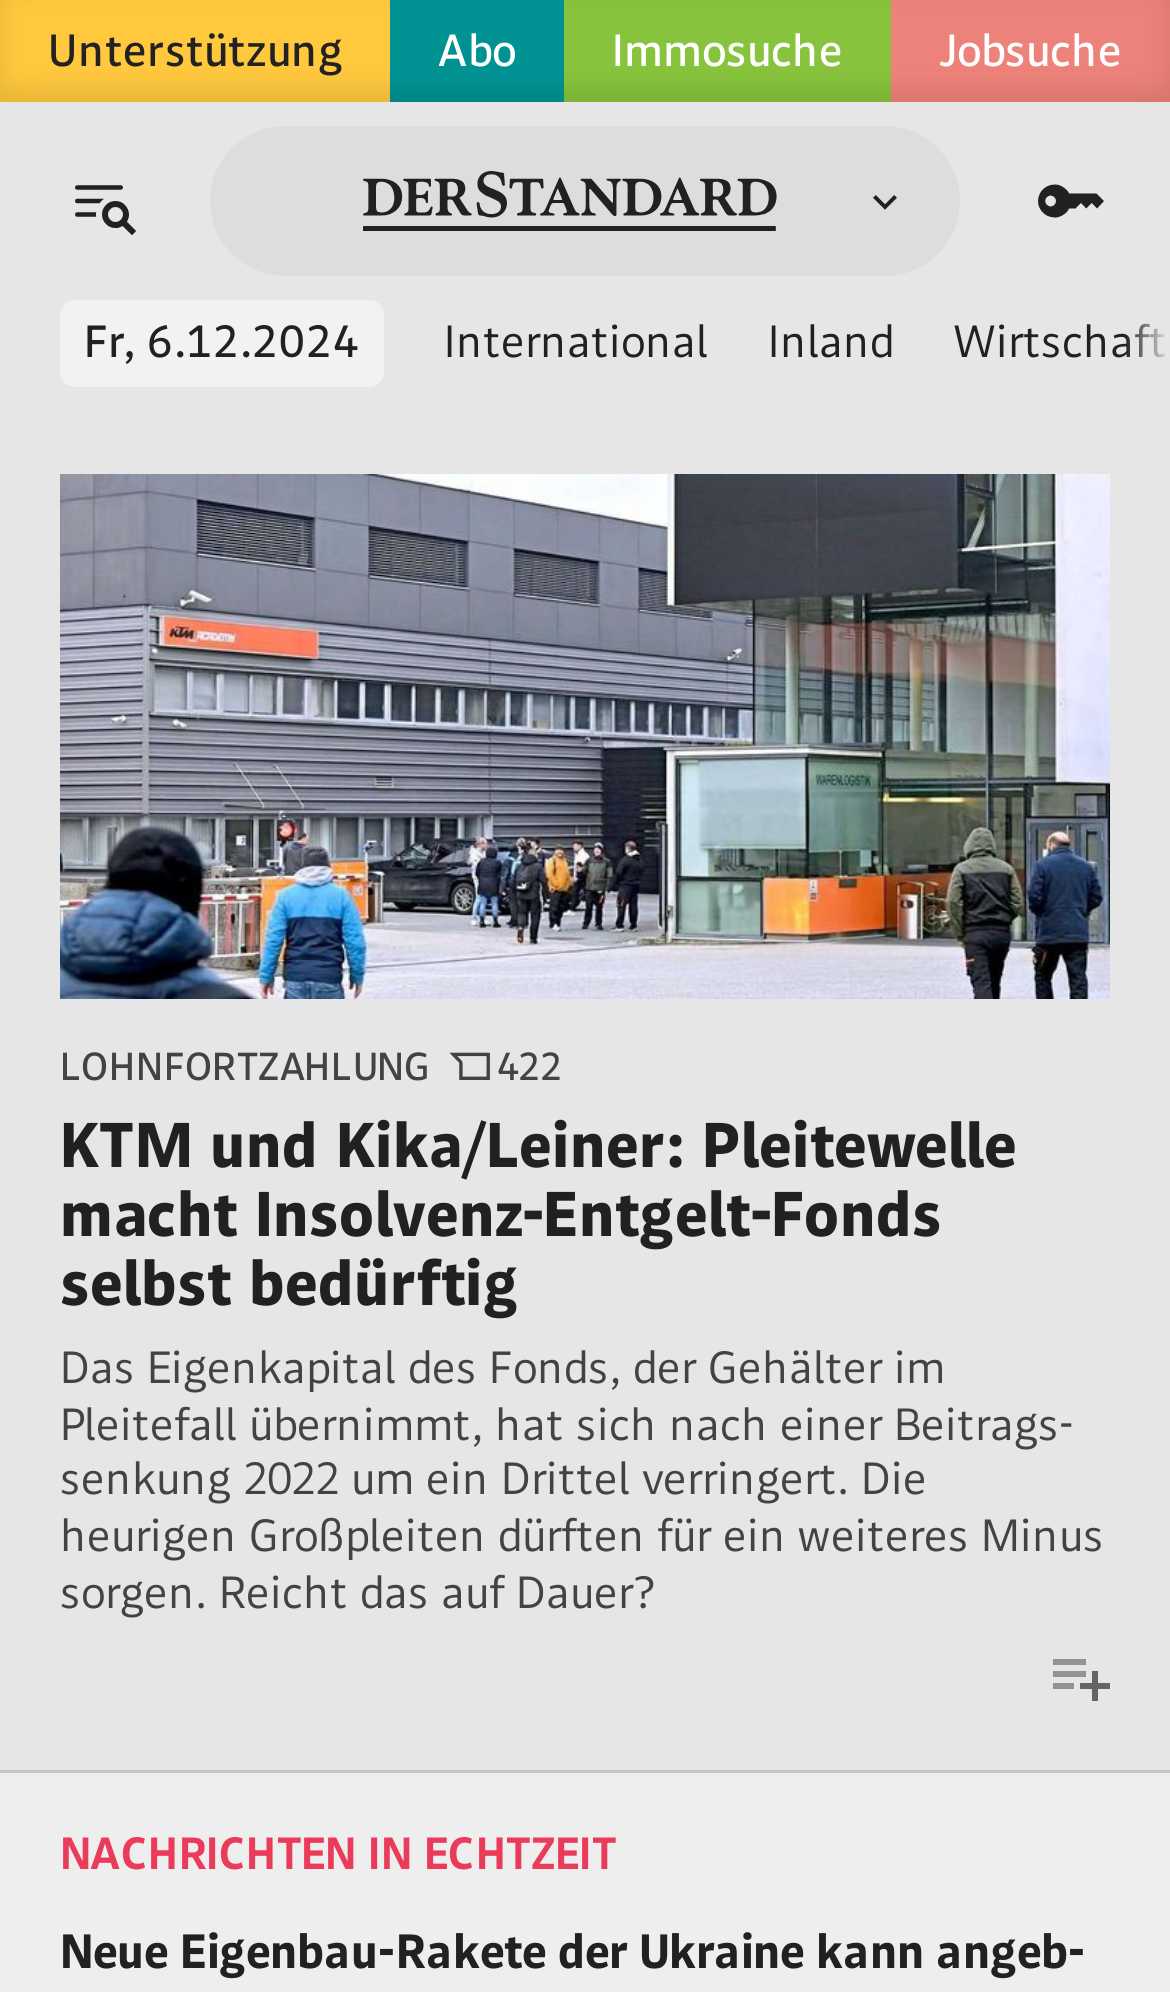 Unterstützung Abo Immosuche Jobsuche
DERSTANDARD
Fr, 6.12.2024 International Inland Wirtschaft
KTM ACADEMY
WARENLOGISTIK
LOHNFORTZAHLUNG 422
KTM und Kika/Leiner: Pleitewelle
macht Insolvenz-Entgelt-Fonds
selbst bedürftig
Das Eigenkapital des Fonds, der Gehälter im
Pleitefall übernimmt, hat sich nach einer Beitrags-
senkung 2022 um ein Drittel verringert. Die
heurigen Großpleiten dürften für ein weiteres Minus
sorgen. Reicht das auf Dauer?
NACHRICHTEN IN ECHTZEIT
Neue Eigenbau-Rakete der Ukraine kann angeb-